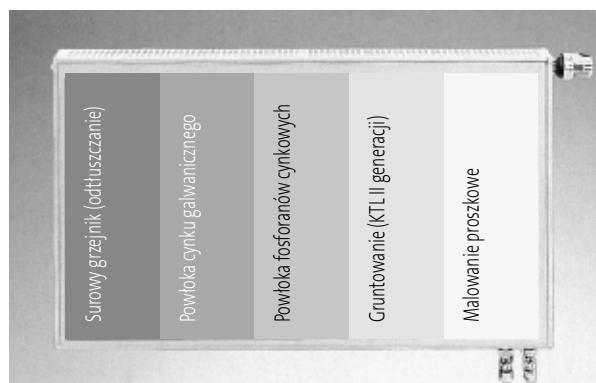 Surowy grzejnik (odtłuszczanie)
Powłoka cynku galwanicznego
Powłoka fosforanów cynkowych
Gruntowanie (KTL II generacji)
Malowanie proszkowe